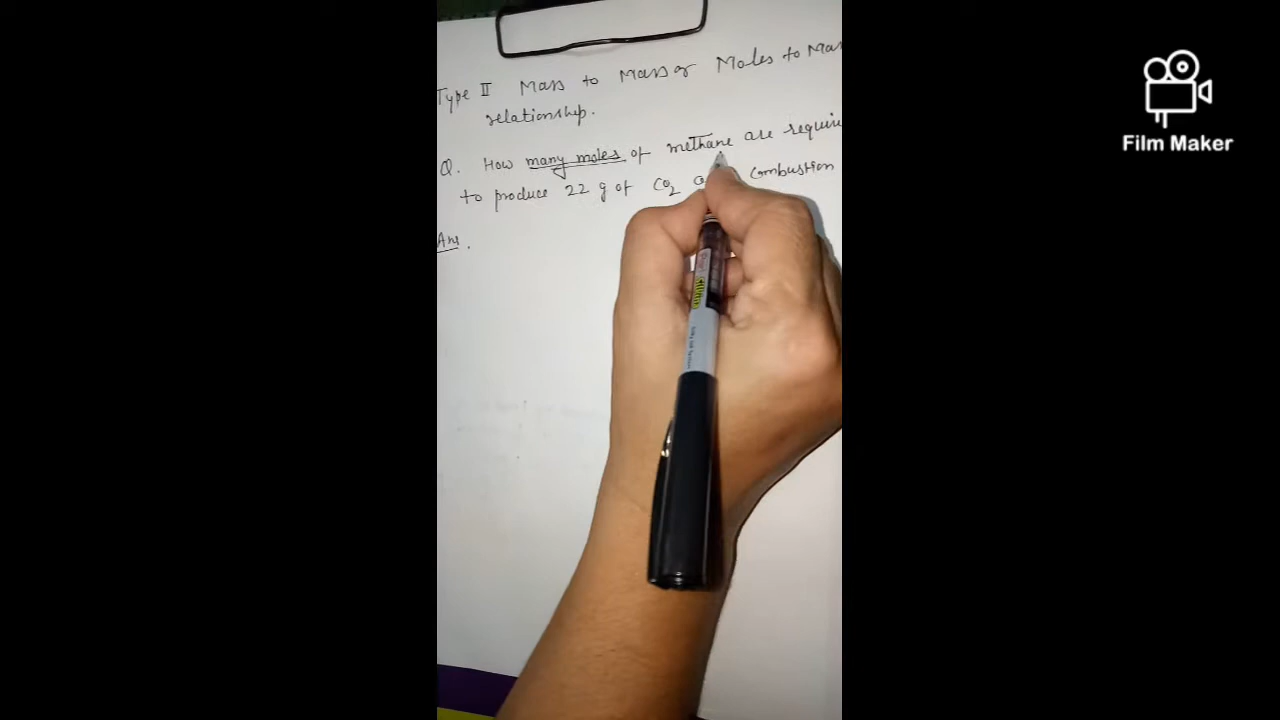 Type II Mass to Mass or Moles to Mas
relationship.
Q. How many moles of methane are require
to produce 22 g of CO2 combustion
Ans.
Film Maker